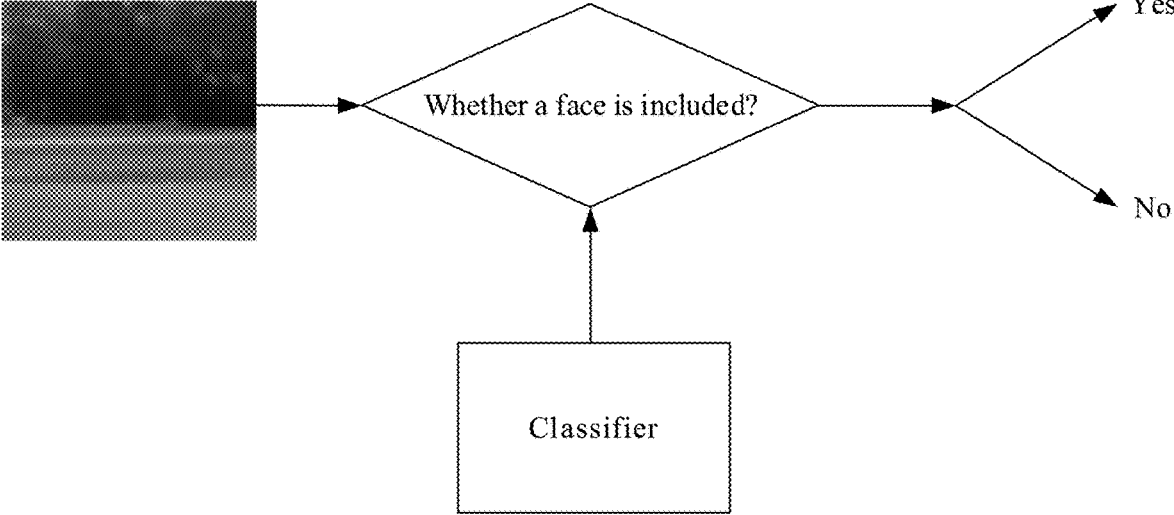 Yes
Whether a face is included?
No
Classifier